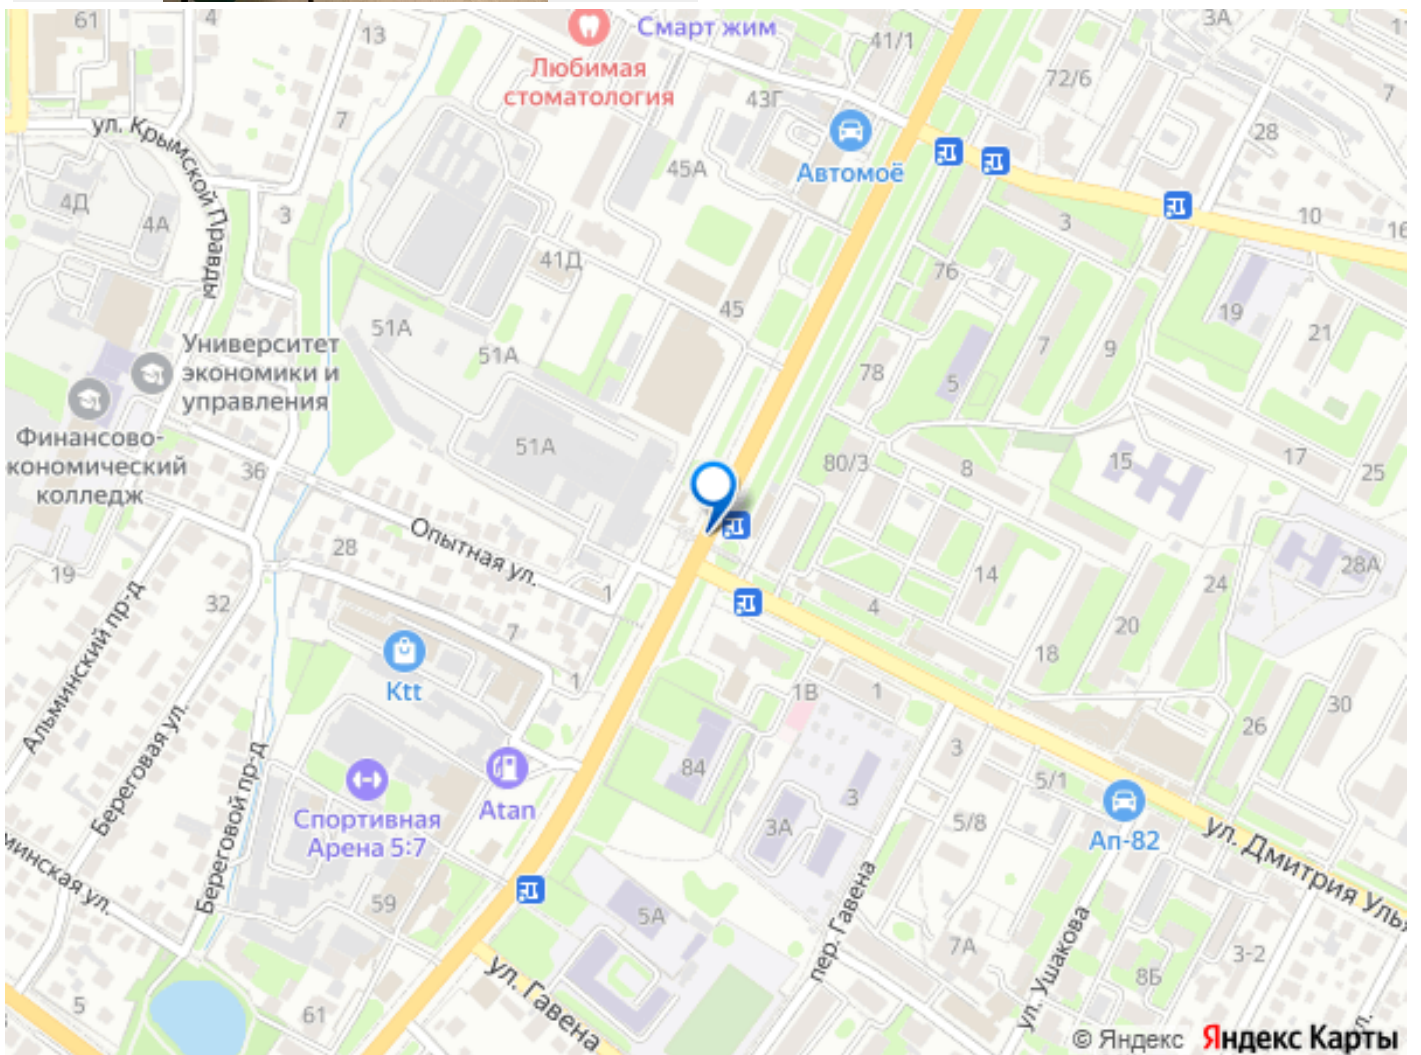 61
4
13
Смарт жим
41/1
3А
Любимая
стоматология
43Г
72/6
7
7
28
ул. Крымской Правды
Автомоё
45А
4Д
4А
3
3
10
16
41Д
76
45
19
21
51А
51А
7
9
Университет
экономики и
управления
78
5
Финансово-
кономический
колледж
51А
36
80/3
8
15
17
25
Опытная ул.
28
19
14
28А
24
1
32
4
20
7
18
Альминский пр-д
Ktt
1
1В
1
30
26
Береговая ул.
3
84
5/1
Береговой пр-д
Atan
3
Спортивная
Арена 5:7
3А
5/8
Ап-82
ул. Дмитрия Улья
минская ул.
59
5А
пер. Гавена
7А
ул. Ушакова
3-2
8Б
ул. Гавена
5
61
ул.
© Яндекс Яндекс Карты